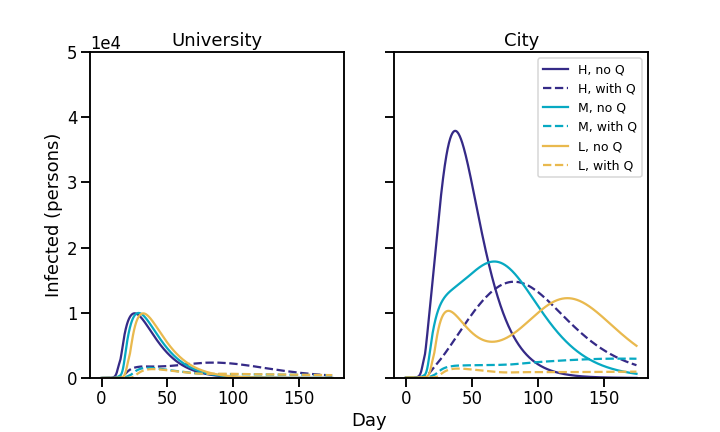 University
City
1e4
5
4
3
2
1
0
Infected (persons)
H, no Q
H, with Q
M, no Q
M, with Q
L, no Q
L, with Q
0 50 100 150
0 50 100 150
Day